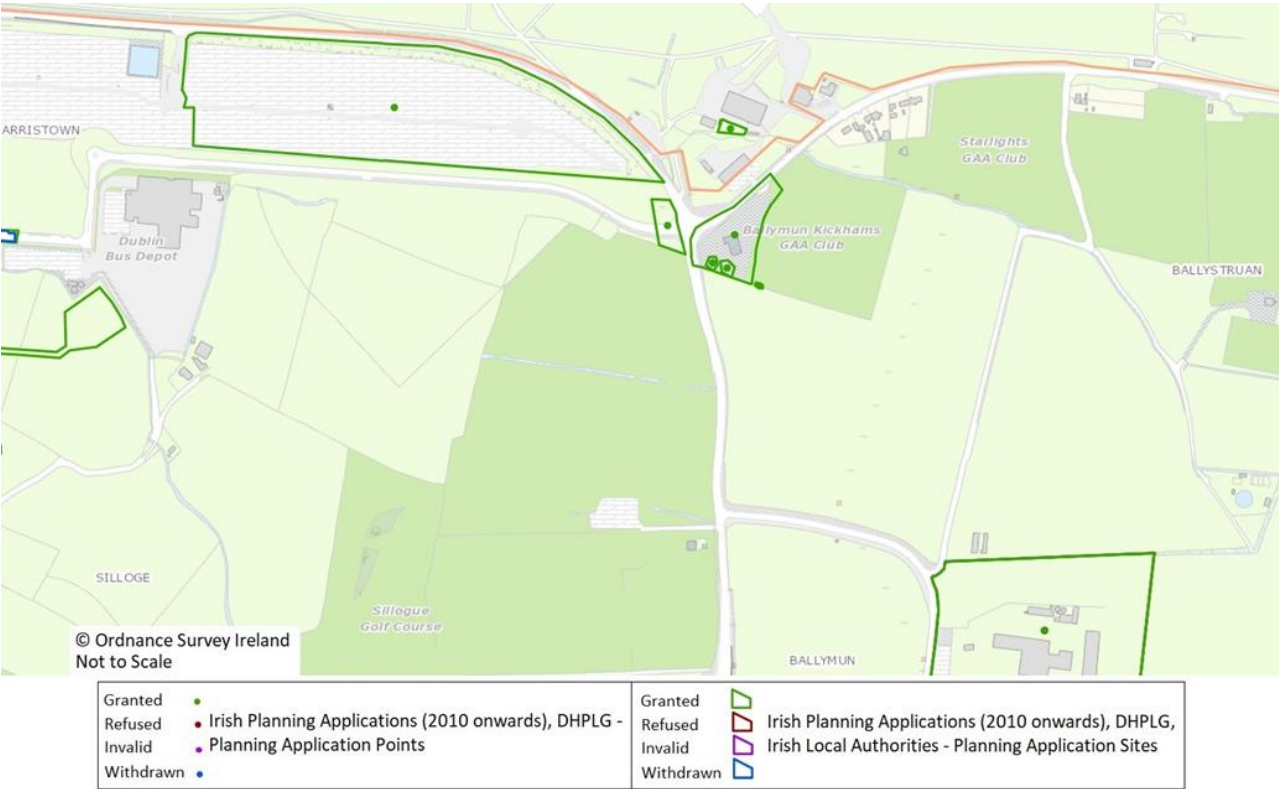 ARRISTOWN
Starlights
GAA Club
Ballymun Kickhams
GAA Club
Dublin
Bus Depot
BALLYSTRUAN
SILLOGE
Sillogue
Golf Course
© Ordnance Survey Ireland
Not to Scale
BALLYMUN
Granted
Refused
Invalid
Withdrawn
Irish Planning Applications (2010 onwards), DHPLG -
Planning Application Points
Granted
Refused
Invalid
Withdrawn
Irish Planning Applications (2010 onwards), DHPLG,
Irish Local Authorities - Planning Application Sites